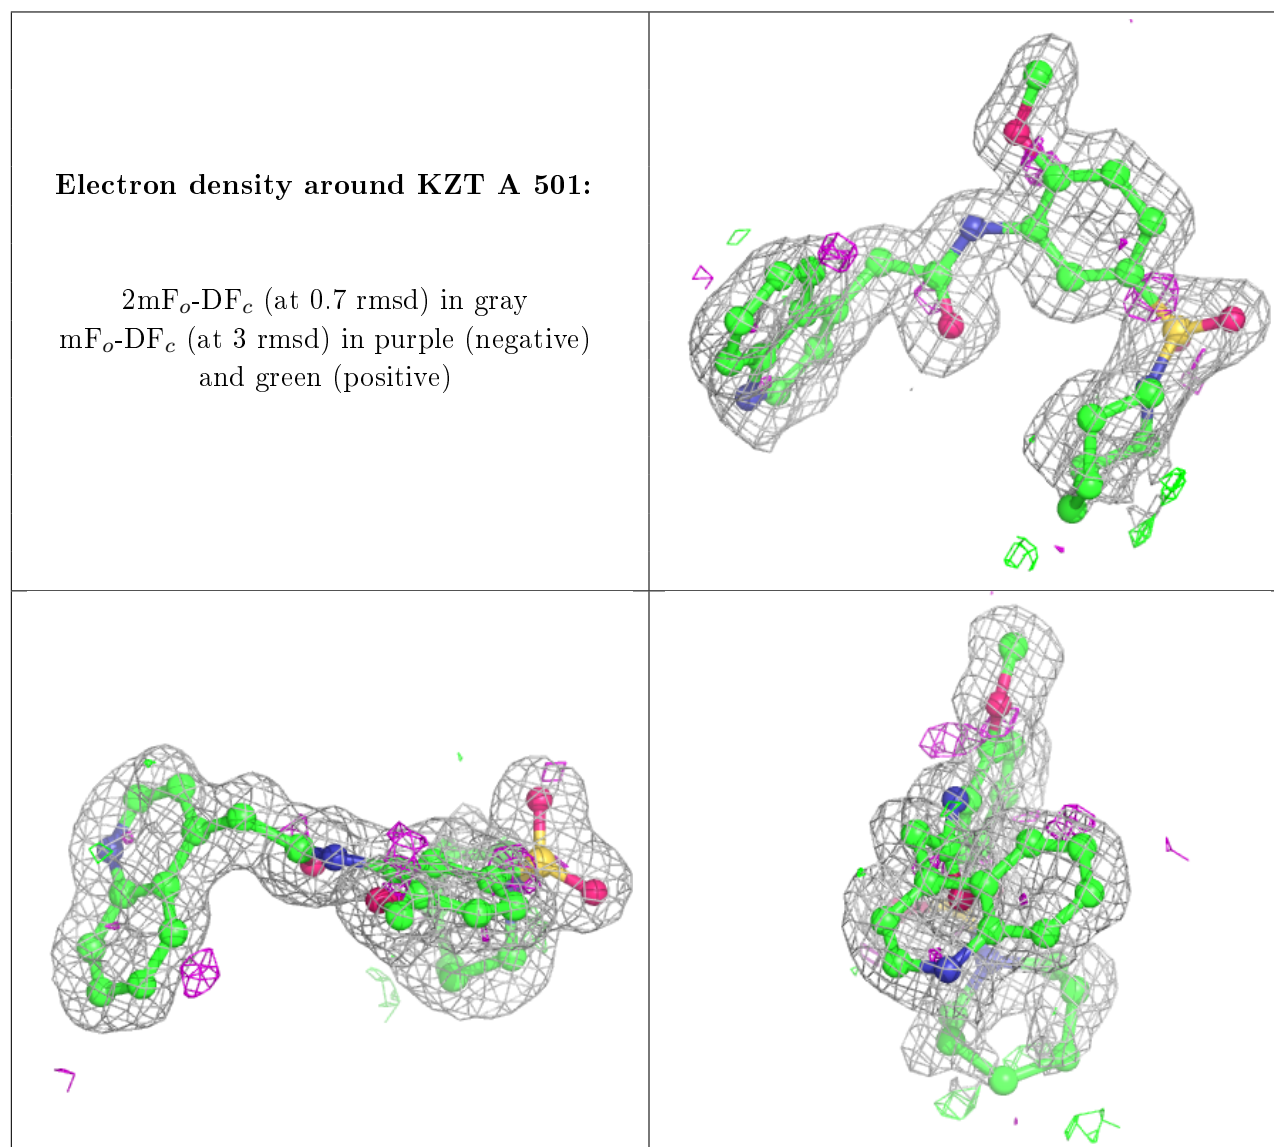 Electron density around KZT A 501:
2mFₒ-DF𝒸 (at 0.7 rmsd) in gray
mFₒ-DF𝒸 (at 3 rmsd) in purple (negative)
and green (positive)